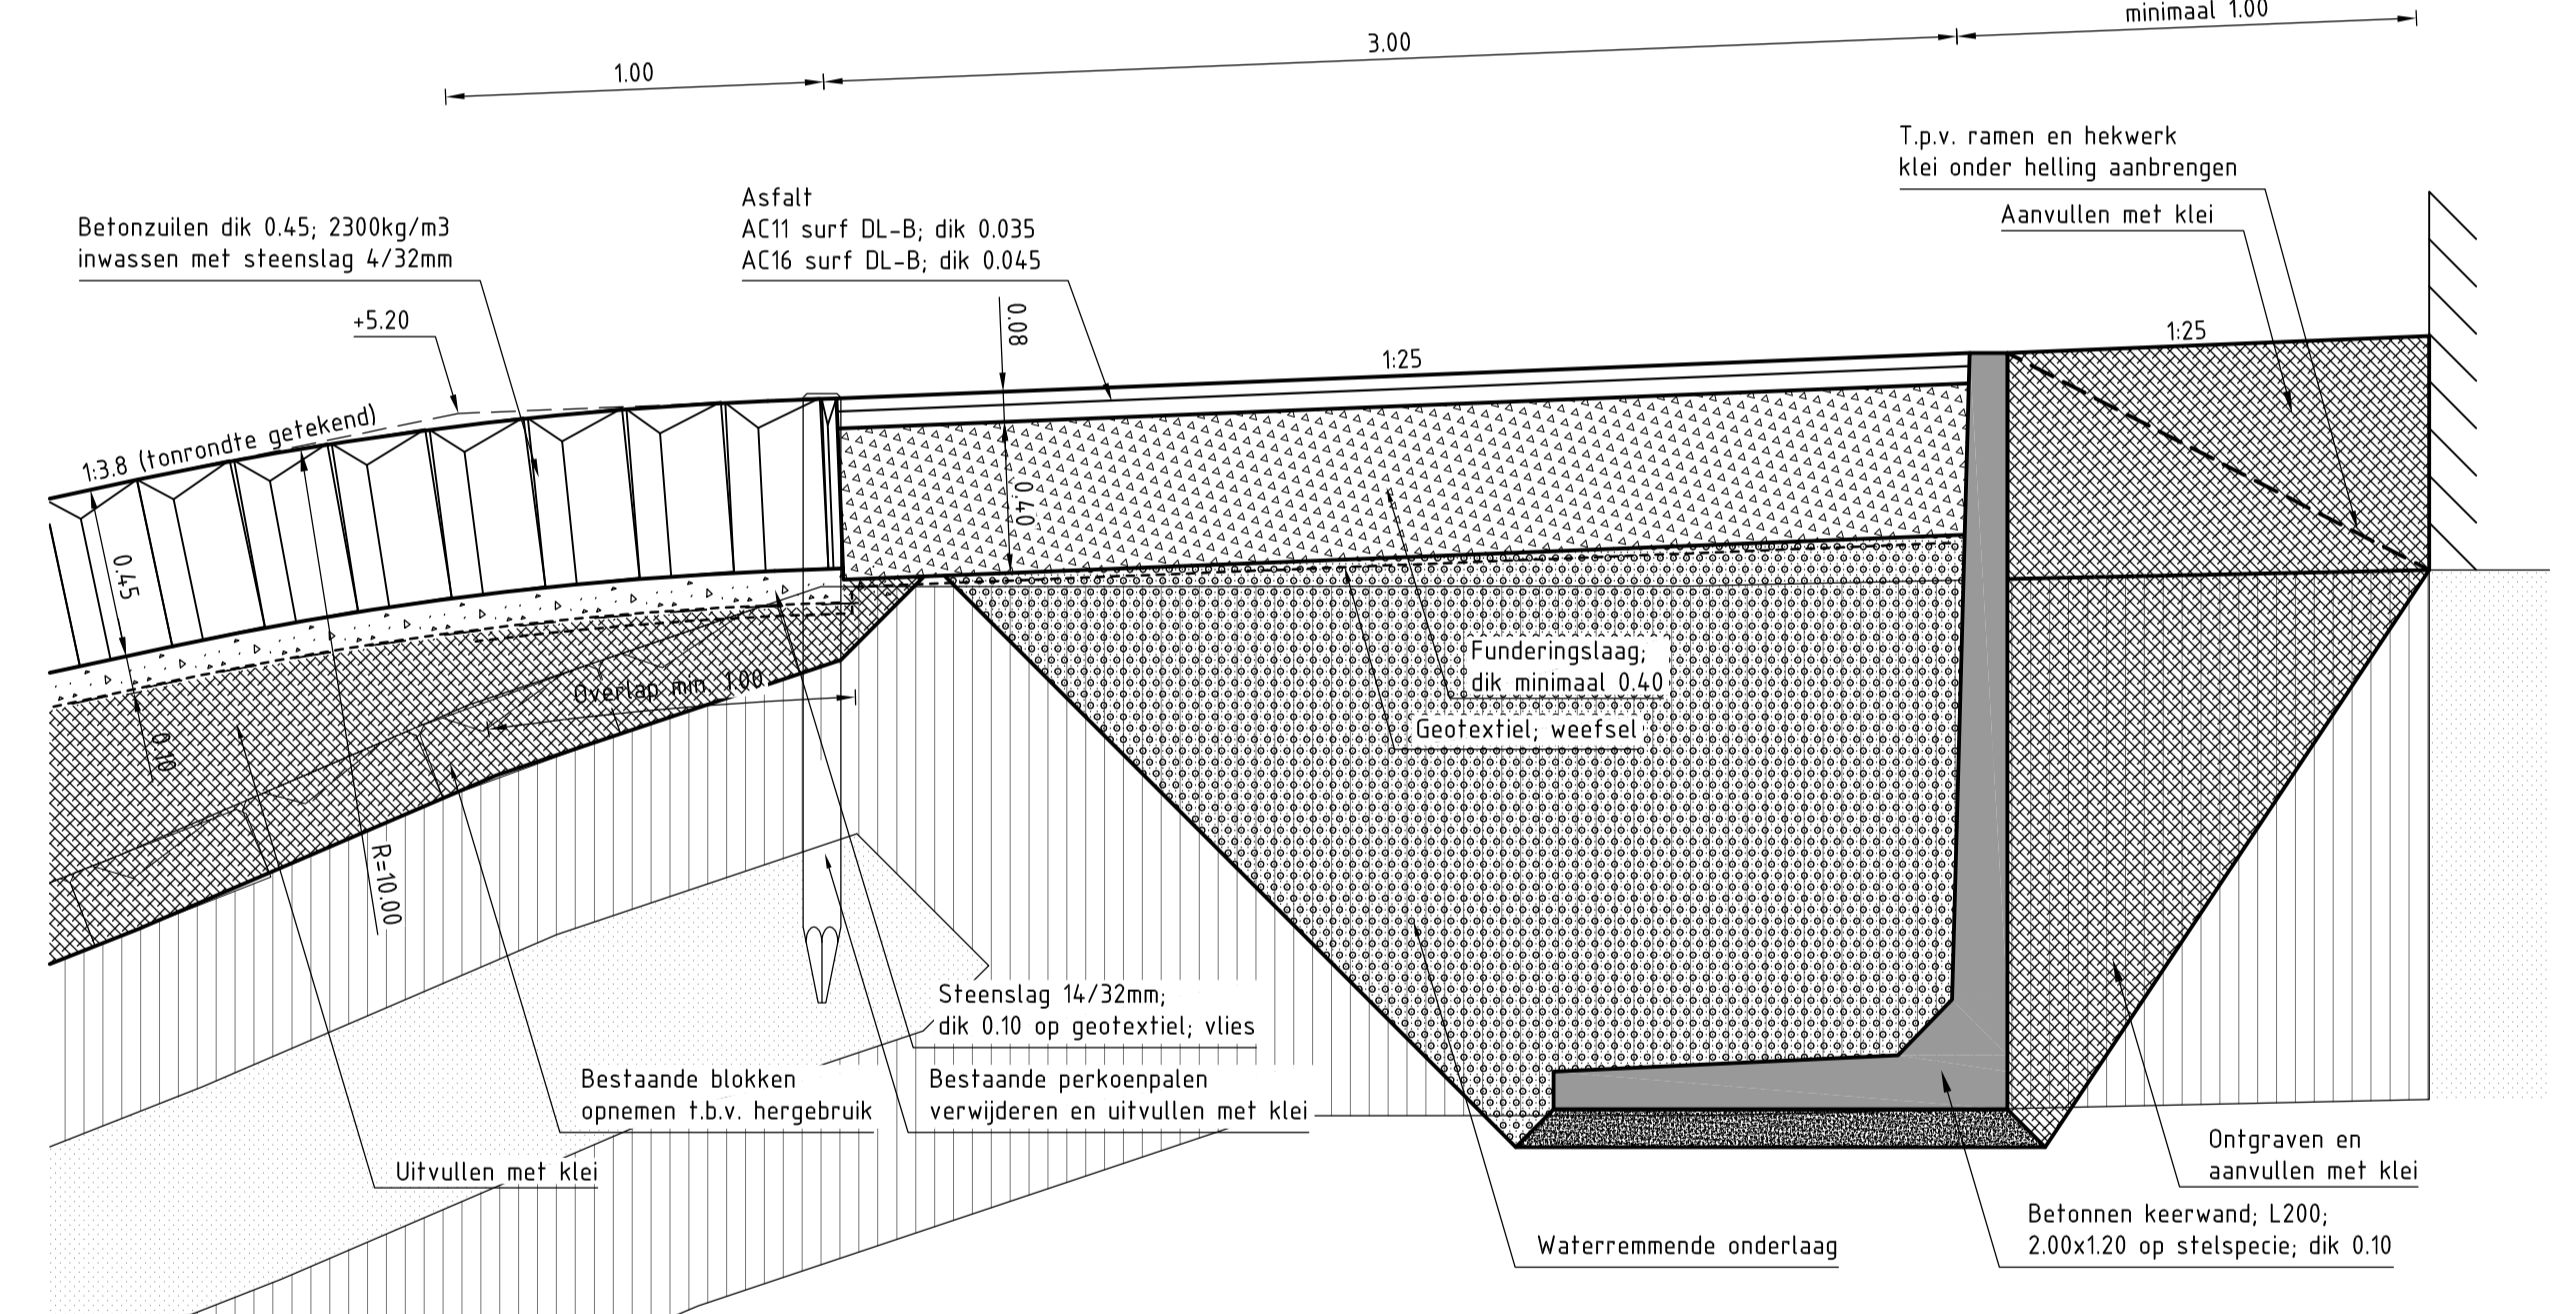 minimaal 1.00
3.00
1.00
T.p.v. ramen en hekwerk
klei onder helling aanbrengen
Aanvullen met klei
Asfalt
AC11 surf DL-B; dik 0.035
AC16 surf DL-B; dik 0.045
Betonzuilen dik 0.45; 2300kg/m3
inwassen met steenslag 4/32mm
+5.20
0.08
1:25
1:25
1:3.8 (tonrondte getekend)
0.40
0.45
Funderingslaag;
dik minimaal 0.40
Overlap min. 1.00
Geotextiel; weefsel
0.10
R=10.00
Steenslag 14/32mm;
dik 0.10 op geotextiel; vlies
Bestaande blokken
opnemen t.b.v. hergebruik
Bestaande perkoenpalen
verwijderen en uitvullen met klei
Uitvullen met klei
Ontgraven en
aanvullen met klei
Betonnen keerwand; L200;
2.00x1.20 op stelspecie; dik 0.10
Waterremmende onderlaag